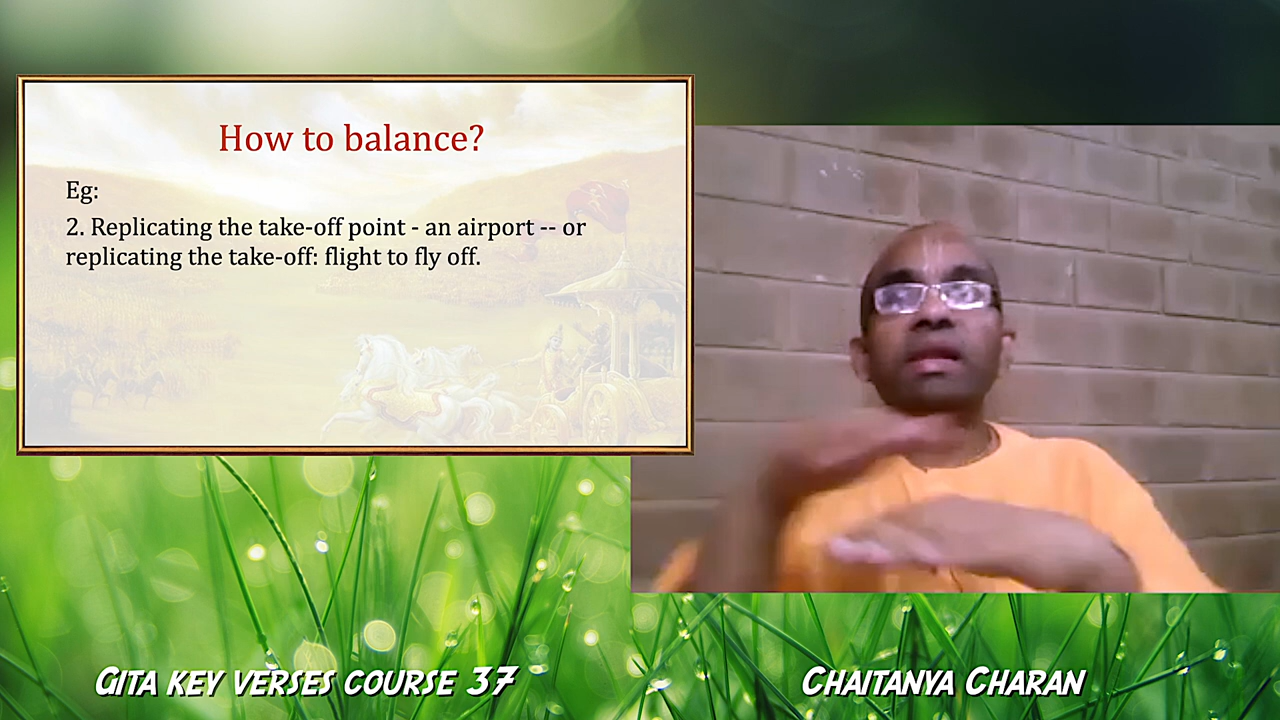 How to balance?
Eg:
2. Replicating the take-off point - an airport -- or
replicating the take-off: flight to fly off.
GITA KEY VERSES COURSE 37
CHAITANYA CHARAN